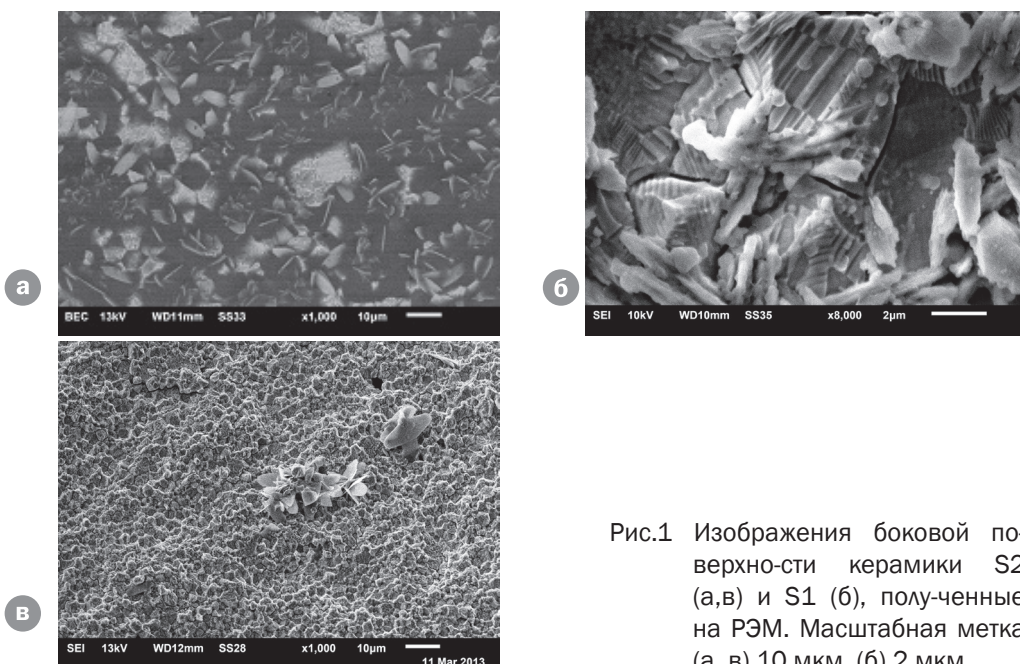 а
BEC 13kV WD11mm SS33 x1,000 10µm
б
SEI 10kV WD10mm SS35 x8,000 2µm
в
SEI 13kV WD12mm SS28 x1,000 10µm
11 Mar 2013
Рис.1 Изображения боковой по-
верхно-сти керамики S2
(а,в) и S1 (б), полу-ченные
на РЭМ. Масштабная метка
(а, в) 10 мкм, (б) 2 мкм